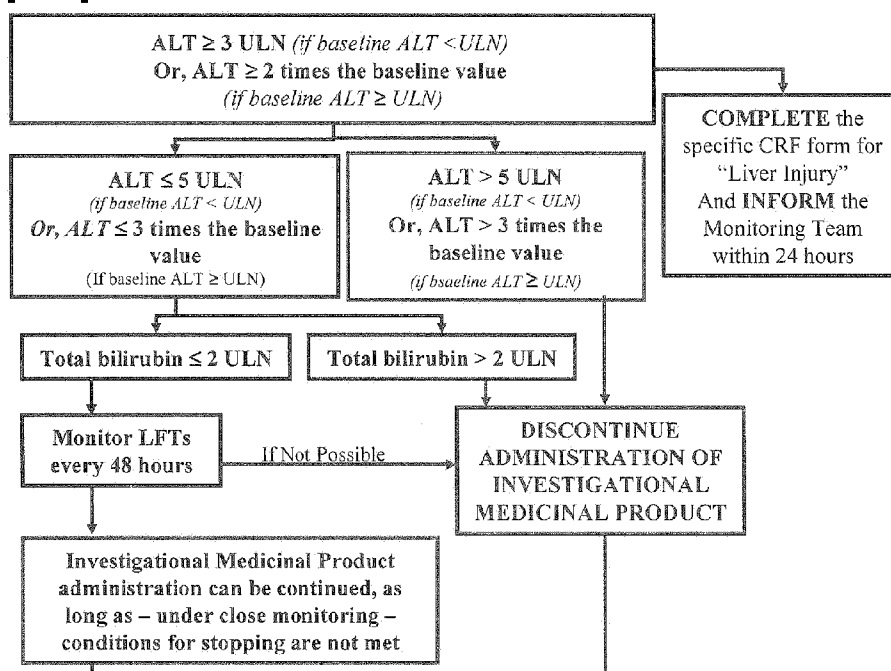 ALT ≥ 3 ULN (if baseline ALT <ULN)
Or, ALT ≥ 2 times the baseline value
(if baseline ALT ≥ ULN)
COMPLETE the
specific CRF form for
“Liver Injury”
And INFORM the
Monitoring Team
within 24 hours
ALT ≤ 5 ULN
(if baseline ALT < ULN)
Or, ALT ≤ 3 times the baseline
value
(If baseline ALT ≥ ULN)
ALT > 5 ULN
(if baseline ALT < ULN)
Or, ALT > 3 times the
baseline value
(if bsaeline ALT ≥ ULN)
Total bilirubin ≤ 2 ULN
Total bilirubin > 2 ULN
Monitor LFTs
every 48 hours
If Not Possible
DISCONTINUE
ADMINISTRATION OF
INVESTIGATIONAL
MEDICINAL PRODUCT
Investigational Medicinal Product
administration can be continued, as
long as – under close monitoring –
conditions for stopping are not met